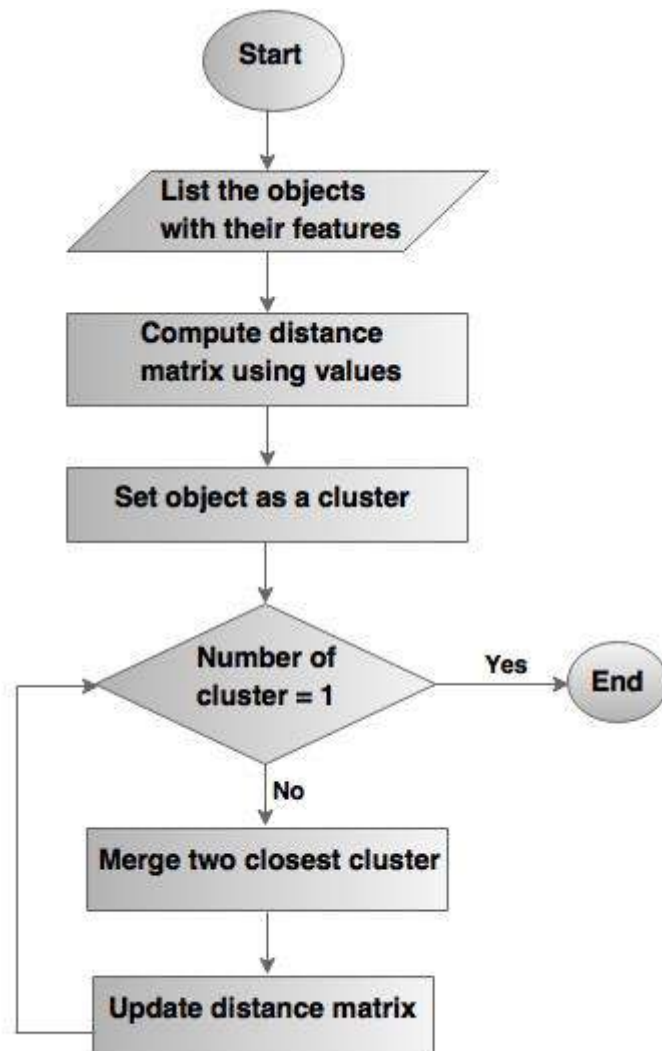 Start
List the objects
with their features
Compute distance
matrix using values
Set object as a cluster
Number of
cluster = 1
Yes
End
No
Merge two closest cluster
Update distance matrix